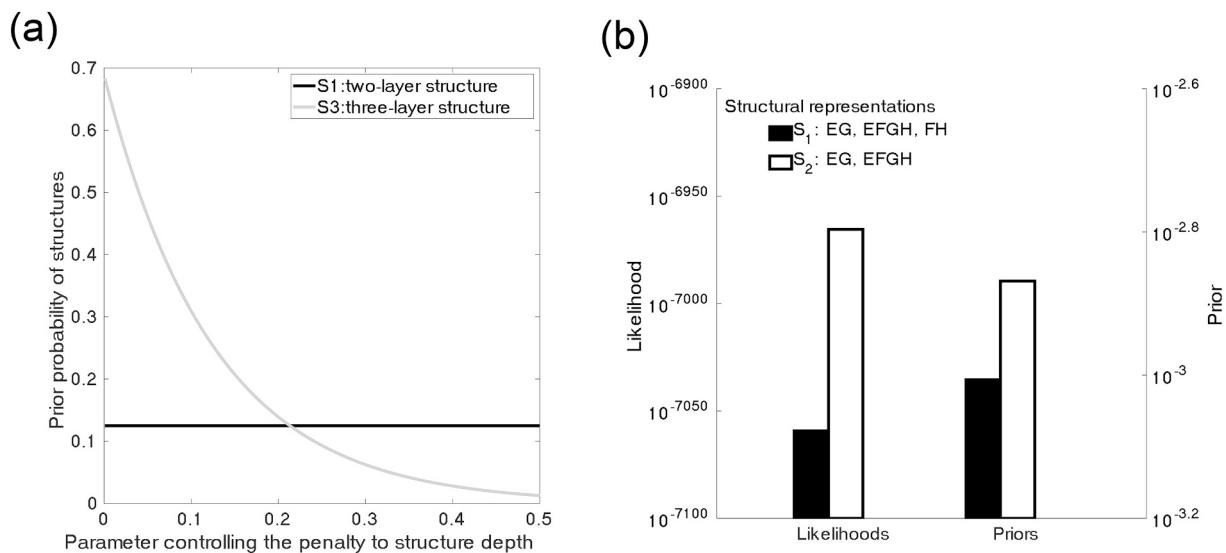 (a)
0.7
0.6
0.5
0.4
0.3
0.2
0.1
0
0
0.1
0.2
0.3
0.4
0.5
Prior probability of structures
Parameter controlling the penalty to structure depth
S1:two-layer structure
S3:three-layer structure
(b)
10^-6900
10^-6950
10^-7000
10^-7050
10^-7100
Likelihood
Structural representations
S_1: EG, EFGH, FH
S_2: EG, EFGH
Likelihoods
Priors
10^-2.6
10^-2.8
10^-3
10^-3.2
Prior